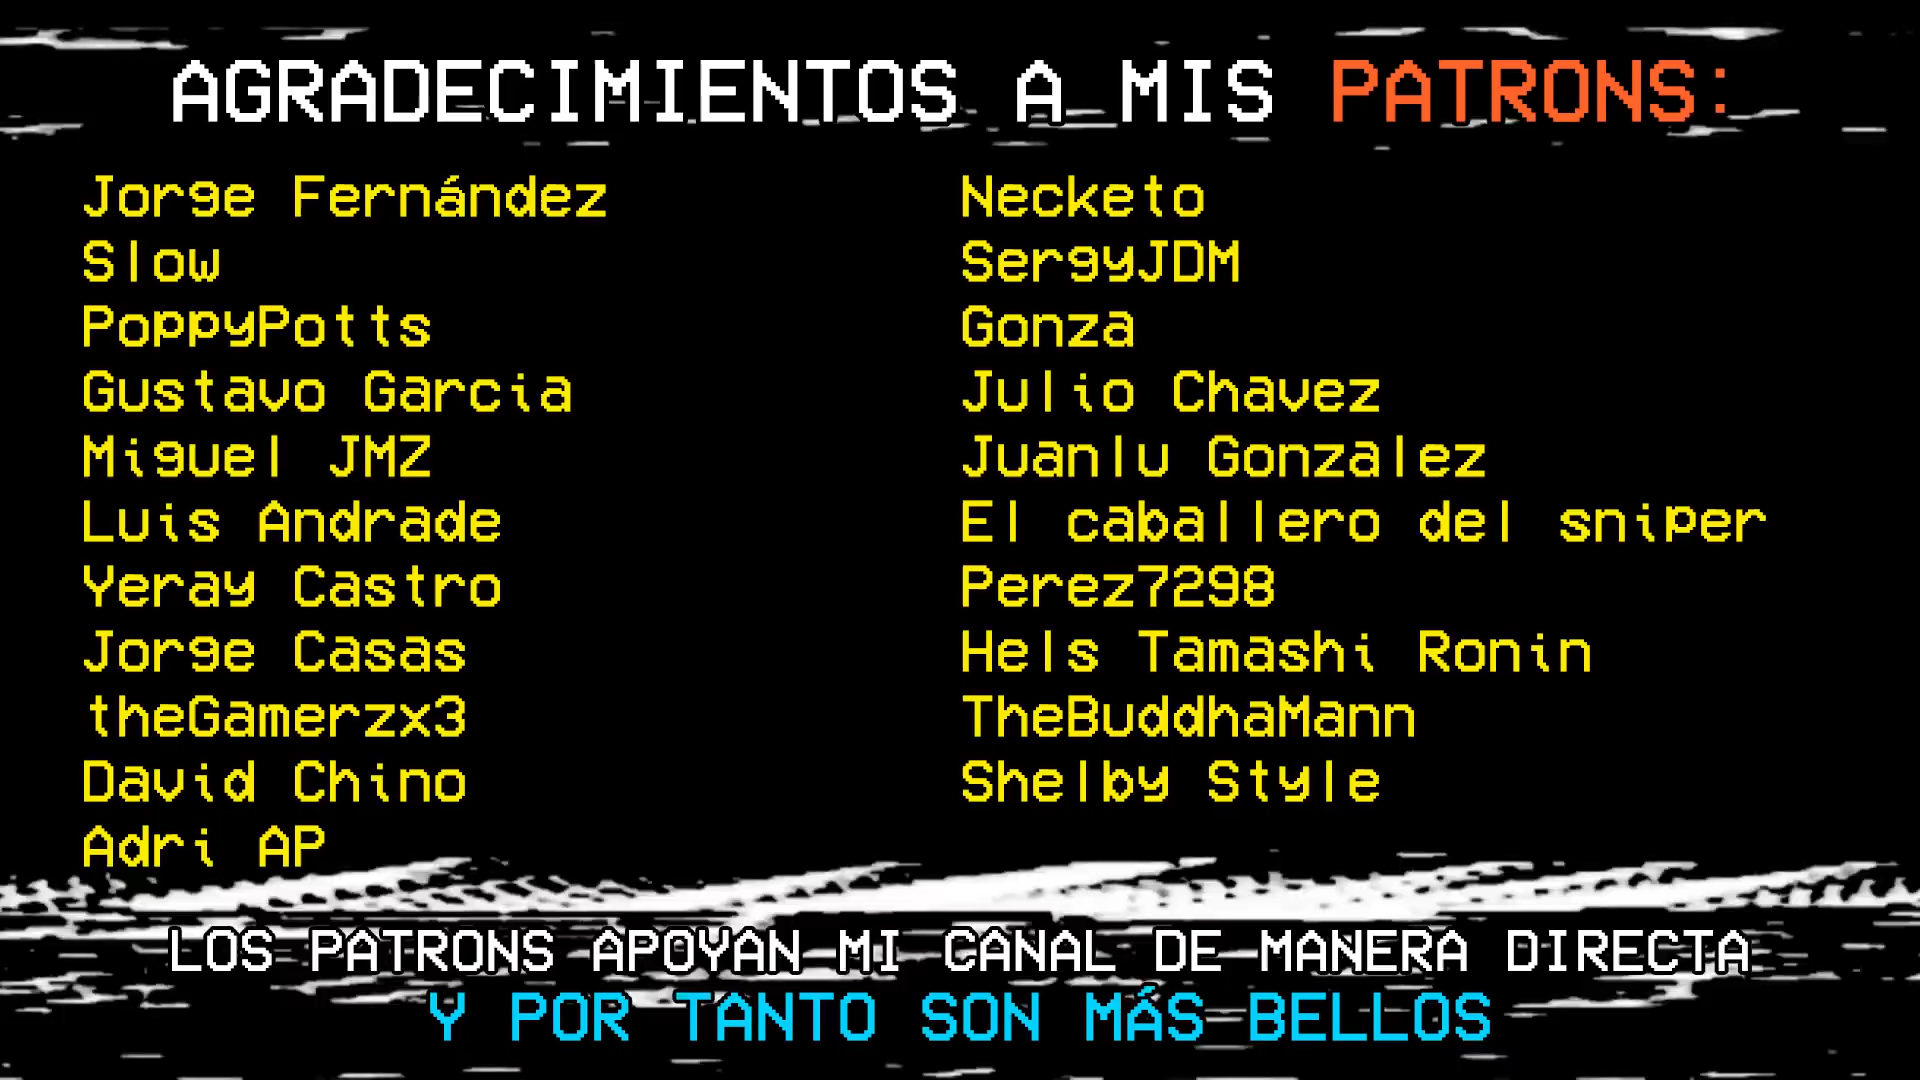 AGRADECIMIENTOS A MIS PATRONS:
Jorge Fernández
Slow
PoppyPotts
Gustavo Garcia
Miguel JMZ
Luis Andrade
Yeray Castro
Jorge Casas
theGamerzx3
David Chino
Adri AP
Necketo
SergyJDM
Gonza
Julio Chavez
Juanlu Gonzalez
El caballero del sniper
Perez7298
Hels Tamashi Ronin
TheBuddhaMann
Shelby Style
LOS PATRONS APOYAN MI CANAL DE MANERA DIRECTA
Y POR TANTO SON MÁS BELLOS